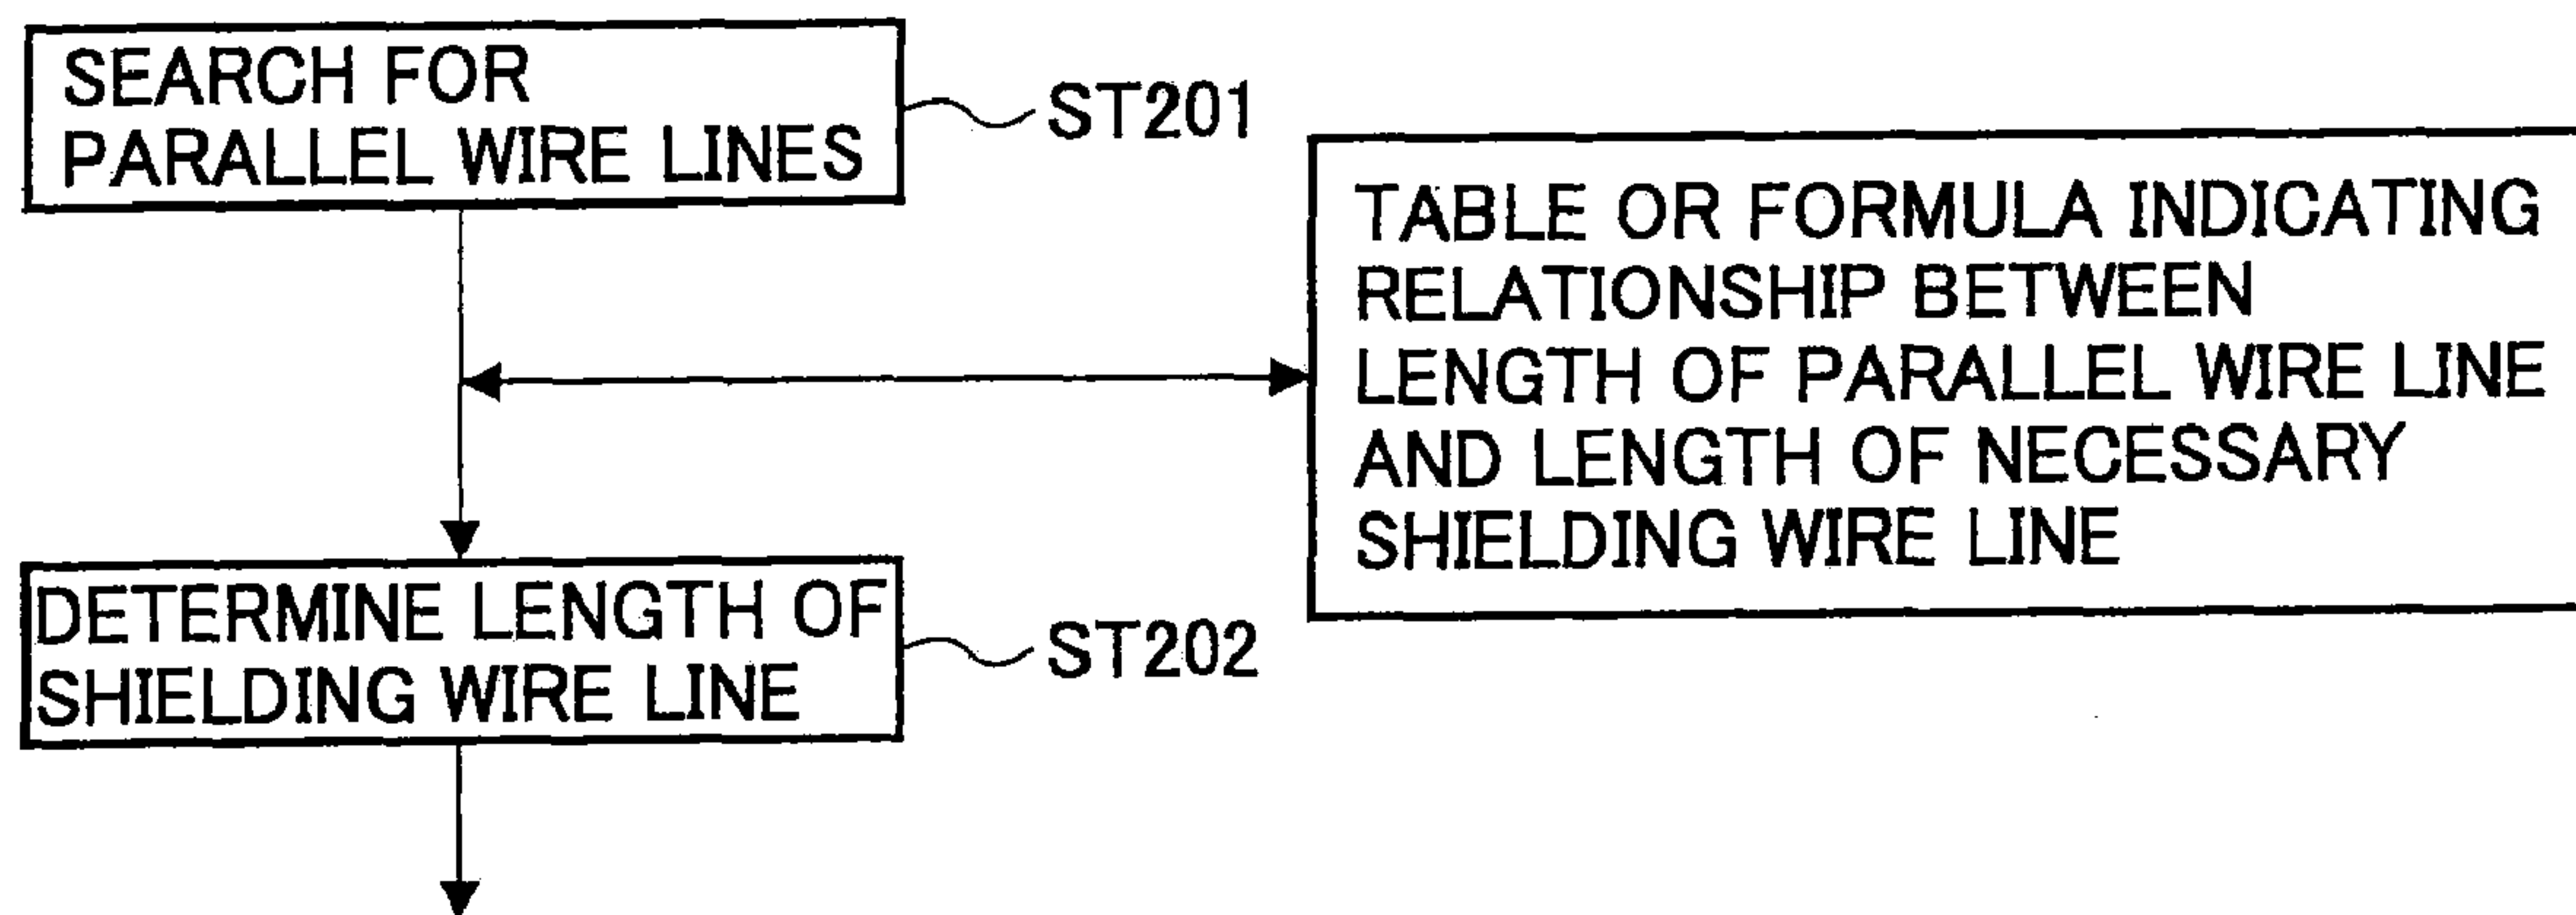 SEARCH FOR
PARALLEL WIRE LINES
ST201
TABLE OR FORMULA INDICATING
RELATIONSHIP BETWEEN
LENGTH OF PARALLEL WIRE LINE
AND LENGTH OF NECESSARY
SHIELDING WIRE LINE
DETERMINE LENGTH OF
SHIELDING WIRE LINE
ST202